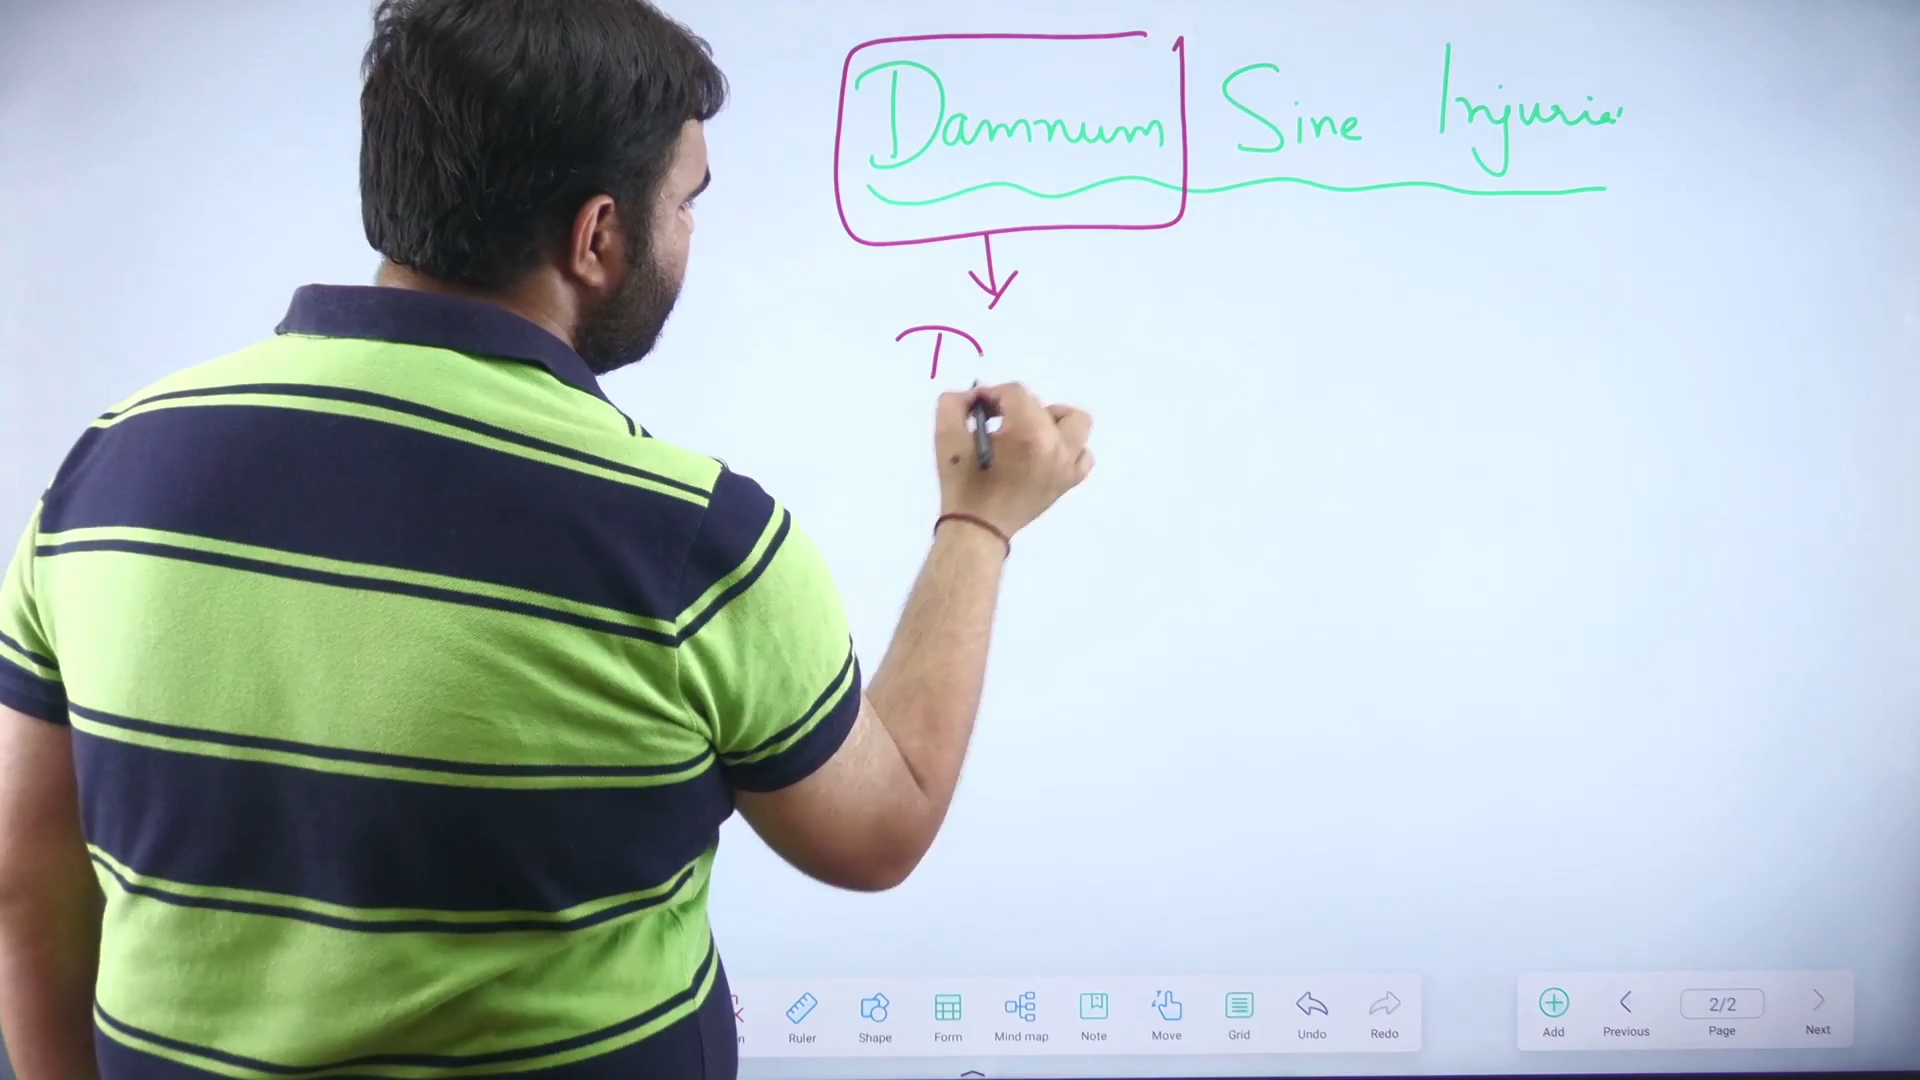 Damnum Sine Injuria
Ruler Shape Form Mind map Note Move Grid Undo Redo
Add Previous 2/2 Page Next